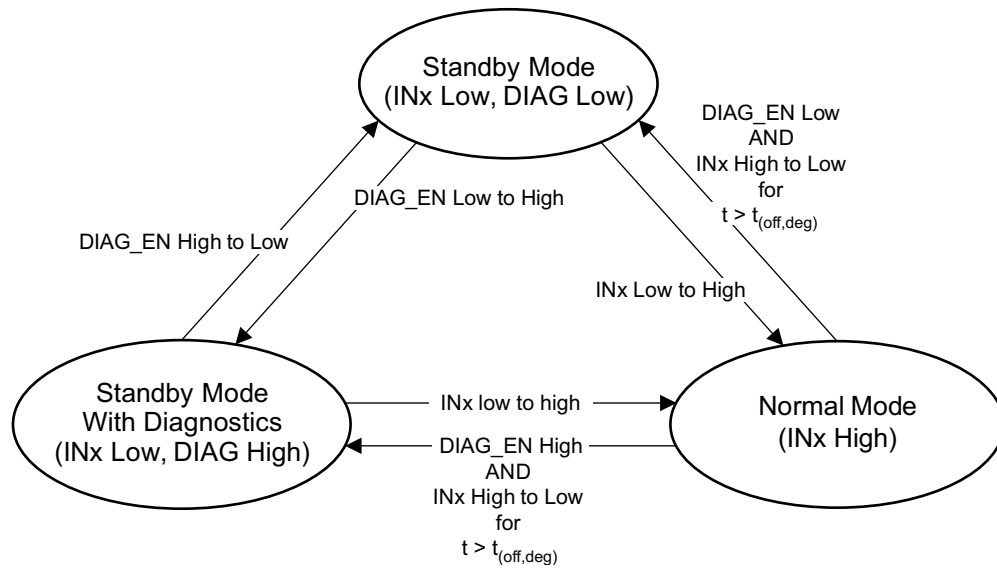 Standby Mode
(INx Low, DIAG Low)
DIAG_EN Low
AND
INx High to Low
for
t > t(off,deg)
DIAG_EN Low to High
DIAG_EN High to Low
INx Low to High
Standby Mode
With Diagnostics
(INx Low, DIAG High)
INx low to high
DIAG_EN High
AND
INx High to Low
for
t > t(off,deg)
Normal Mode
(INx High)